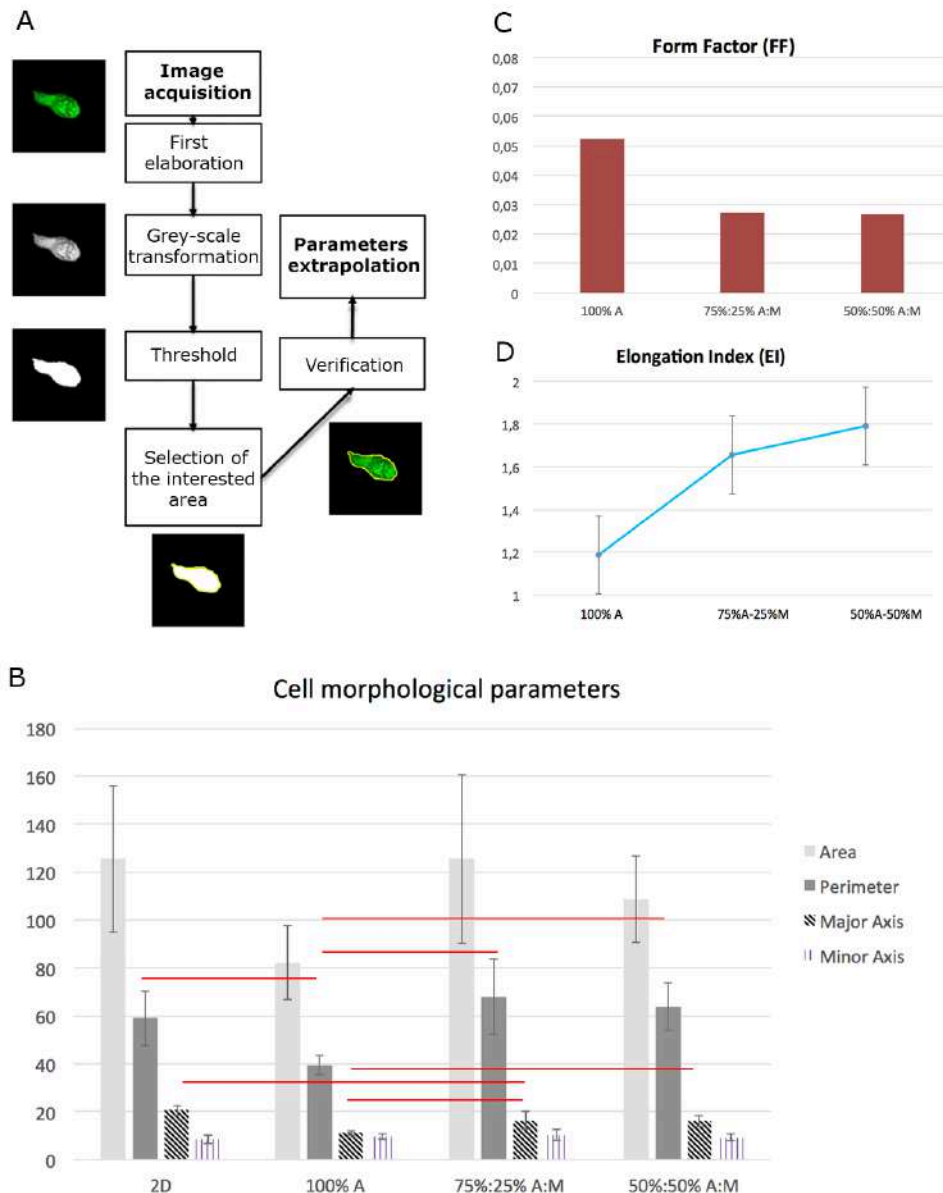 A
Image
acquisition
First
elaboration
Grey-scale
transformation
Threshold
Selection of
the interested
area
Parameters
extrapolation
Verification
C
Form Factor (FF)
0,08
0,07
0,06
0,05
0,04
0,03
0,02
0,01
0
100% A
75%:25% A:M
50%:50% A:M
D
Elongation Index (EI)
2
1,8
1,6
1,4
1,2
1
100% A
75%A-25%M
50%A-50%M
B
Cell morphological parameters
180
160
140
120
100
80
60
40
20
0
2D
100% A
75%:25% A:M
50%:50% A:M
Area
Perimeter
Major Axis
Minor Axis